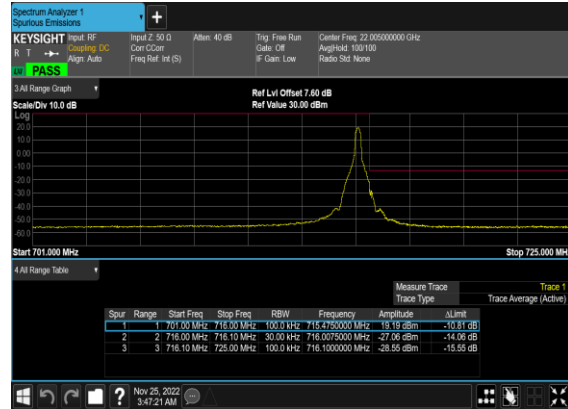 Spectrum Analyzer 1
Spurious Emissions
KEYSIGHT Input: RF Input Z: 50 Ω Atten: 40 dB Trig: Free Run Center Freq: 22.005000000 GHz
R T Coupling: DC Corr CCorr Gate: Off Avg|Hold: 100/100
Align: Auto Freq Ref: Int (S) IF Gain: Low Radio Std: None
PASS
3 All Range Graph
Ref Lvl Offset 7.60 dB
Scale/Div 10.0 dB Ref Value 30.00 dBm
Log
20.0
10.0
0.00
-10.0
-20.0
-30.0
-40.0
-50.0
-60.0
Start 701.000 MHz Stop 725.000 MH
4 All Range Table
Measure Trace Trace 1
Trace Type Trace Average (Active)
Spur Range Start Freq Stop Freq RBW Frequency Amplitude ΔLimit
1 1 701.00 MHz 716.00 MHz 100.0 kHz 715.4750000 MHz 19.19 dBm -10.81 dB
2 2 716.00 MHz 716.10 MHz 30.00 kHz 716.0075000 MHz -27.06 dBm -14.06 dB
3 3 716.10 MHz 725.00 MHz 100.0 kHz 716.1000000 MHz -28.55 dBm -15.55 dB
Nov 25, 2022
3:47:21 AM